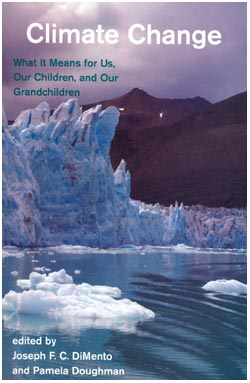 Climate Change
What It Means for Us,
Our Children, and Our
Grandchildren
edited by
Joseph F. C. DiMento
and Pamela Doughman